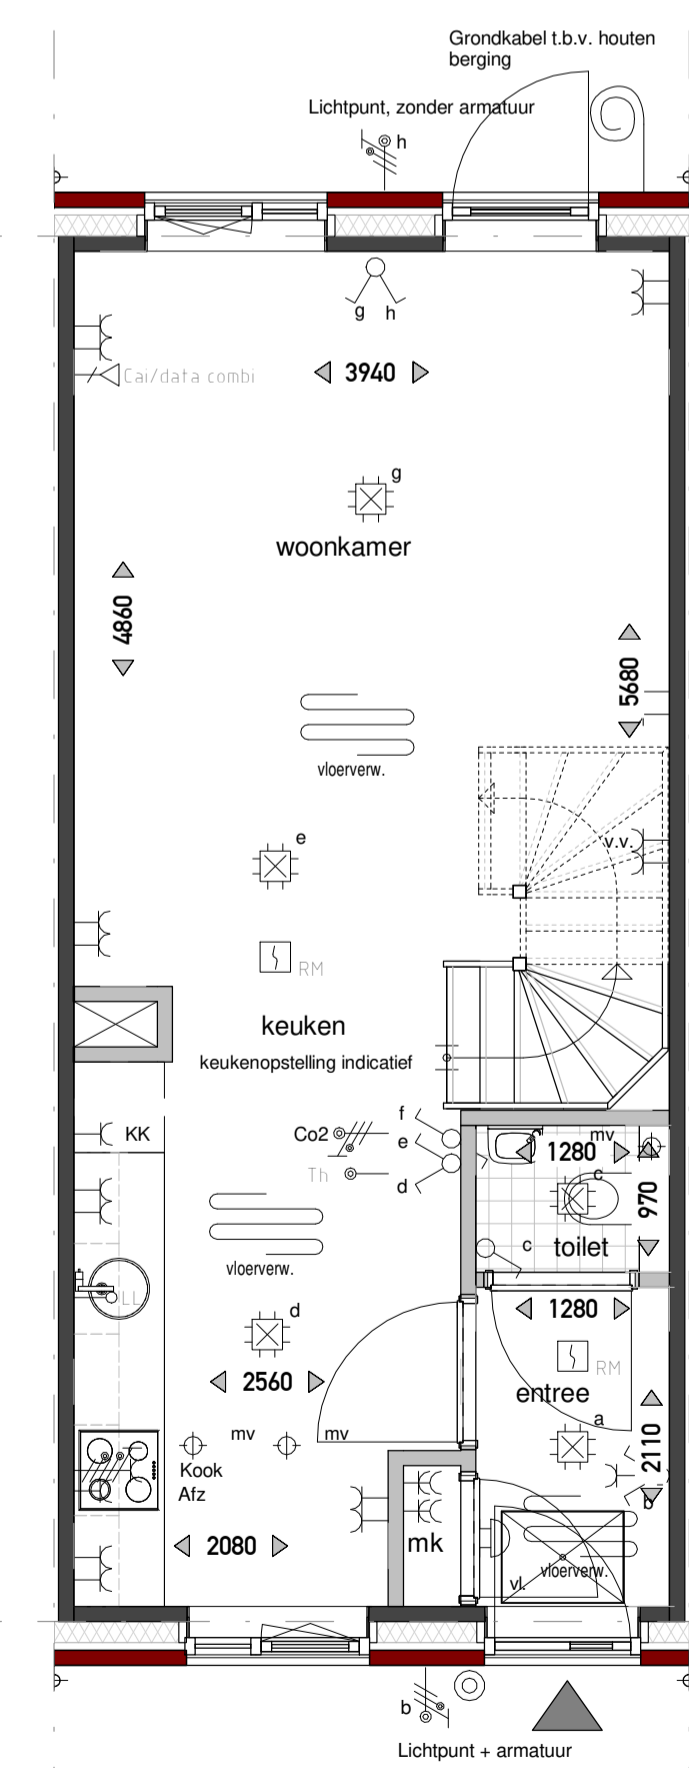 Grondkabel t.b.v. houten
berging
Lichtpunt, zonder armatuur
h
g h
Cai/data combi
3940
g
woonkamer
4860
5680
vloerverw.
e
v.v.
RM
keuken
keukenopstelling indicatief
f
KK
Co2
e
mv
1280
Th
d
c
970
vloerverw.
c
toilet
LL
d
1280
2560
RM
entree
mv
mv
a
2110
Kook
Afz
b
2080
mk
vloerverw.
vl.
b
Lichtpunt + armatuur